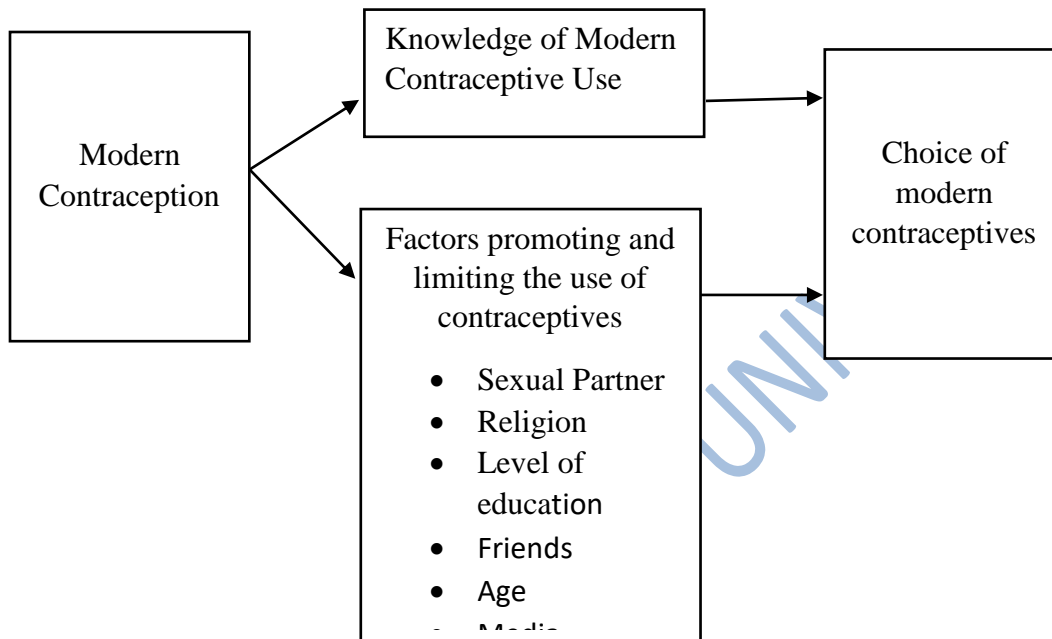 Modern
Contraception
Knowledge of Modern
Contraceptive Use
Factors promoting and
limiting the use of
contraceptives
• Sexual Partner
• Religion
• Level of
education
• Friends
• Age
Choice of
modern
contraceptives
UNI